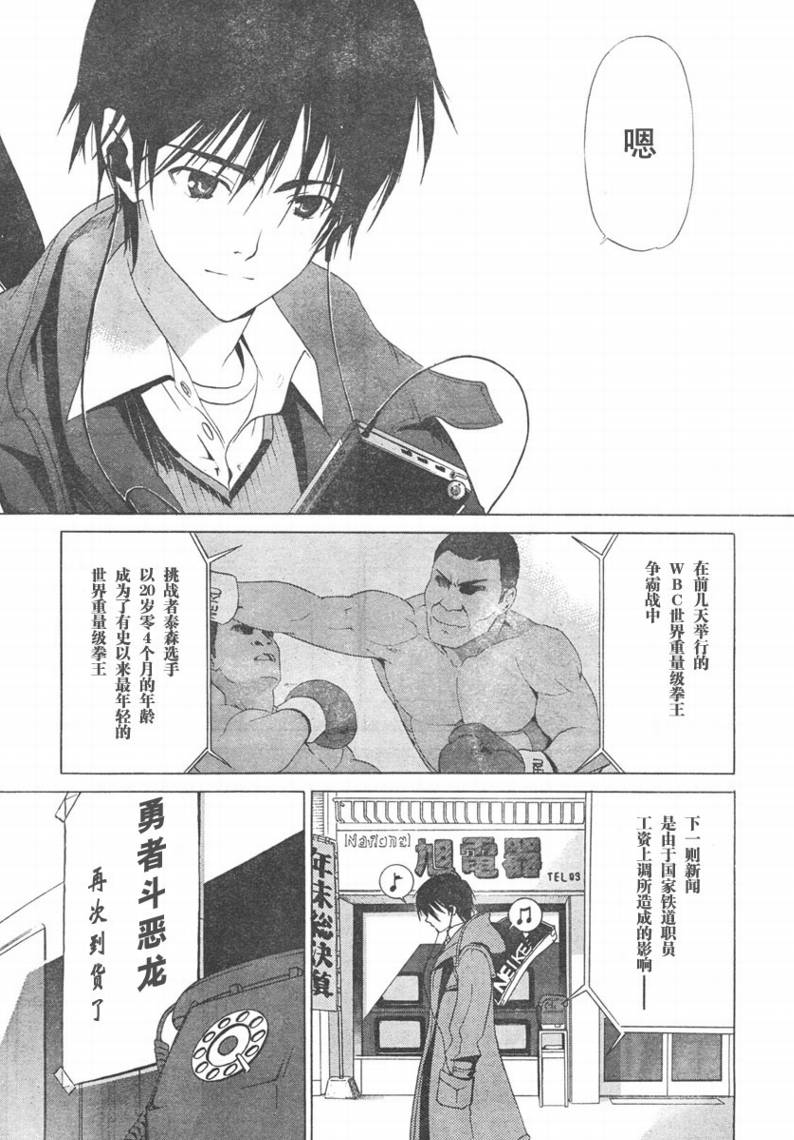 嗯
在前几天举行的
WBC世界重量级拳王
争霸战中
挑战者泰森选手
以20岁零4个月的年龄
成为了有史以来最年轻的
世界重量级拳王
下一则新闻
是由于国家铁道职员
工资上调所造成的影响——
National
旭電器
TEL 03
年末総決算
NEIKE
勇者斗恶龙
再次到货了